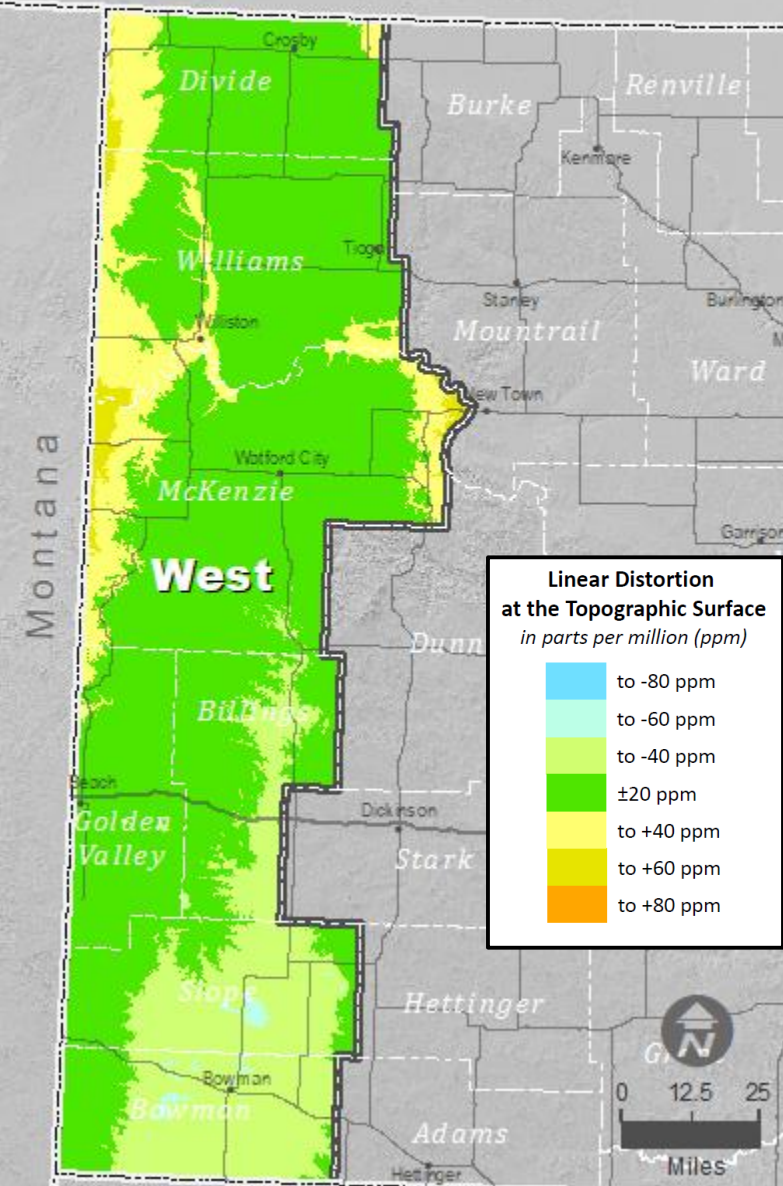 Crosby
Divide
Renville
Burke
Kenmare
Williams
Tioga
Stanley
Burlington
Williston
Mountrail
Ward
New Town
Watford City
McKenzie
Montana
West
Linear Distortion
at the Topographic Surface
in parts per million (ppm)
to -80 ppm
to -60 ppm
to -40 ppm
±20 ppm
to +40 ppm
to +60 ppm
to +80 ppm
Dunn
Billings
Beach
Golden
Valley
Dickinson
Stark
Slope
Hettinger
N
Bowman
Bowman
Adams
Hettinger
0 12.5 25
Miles